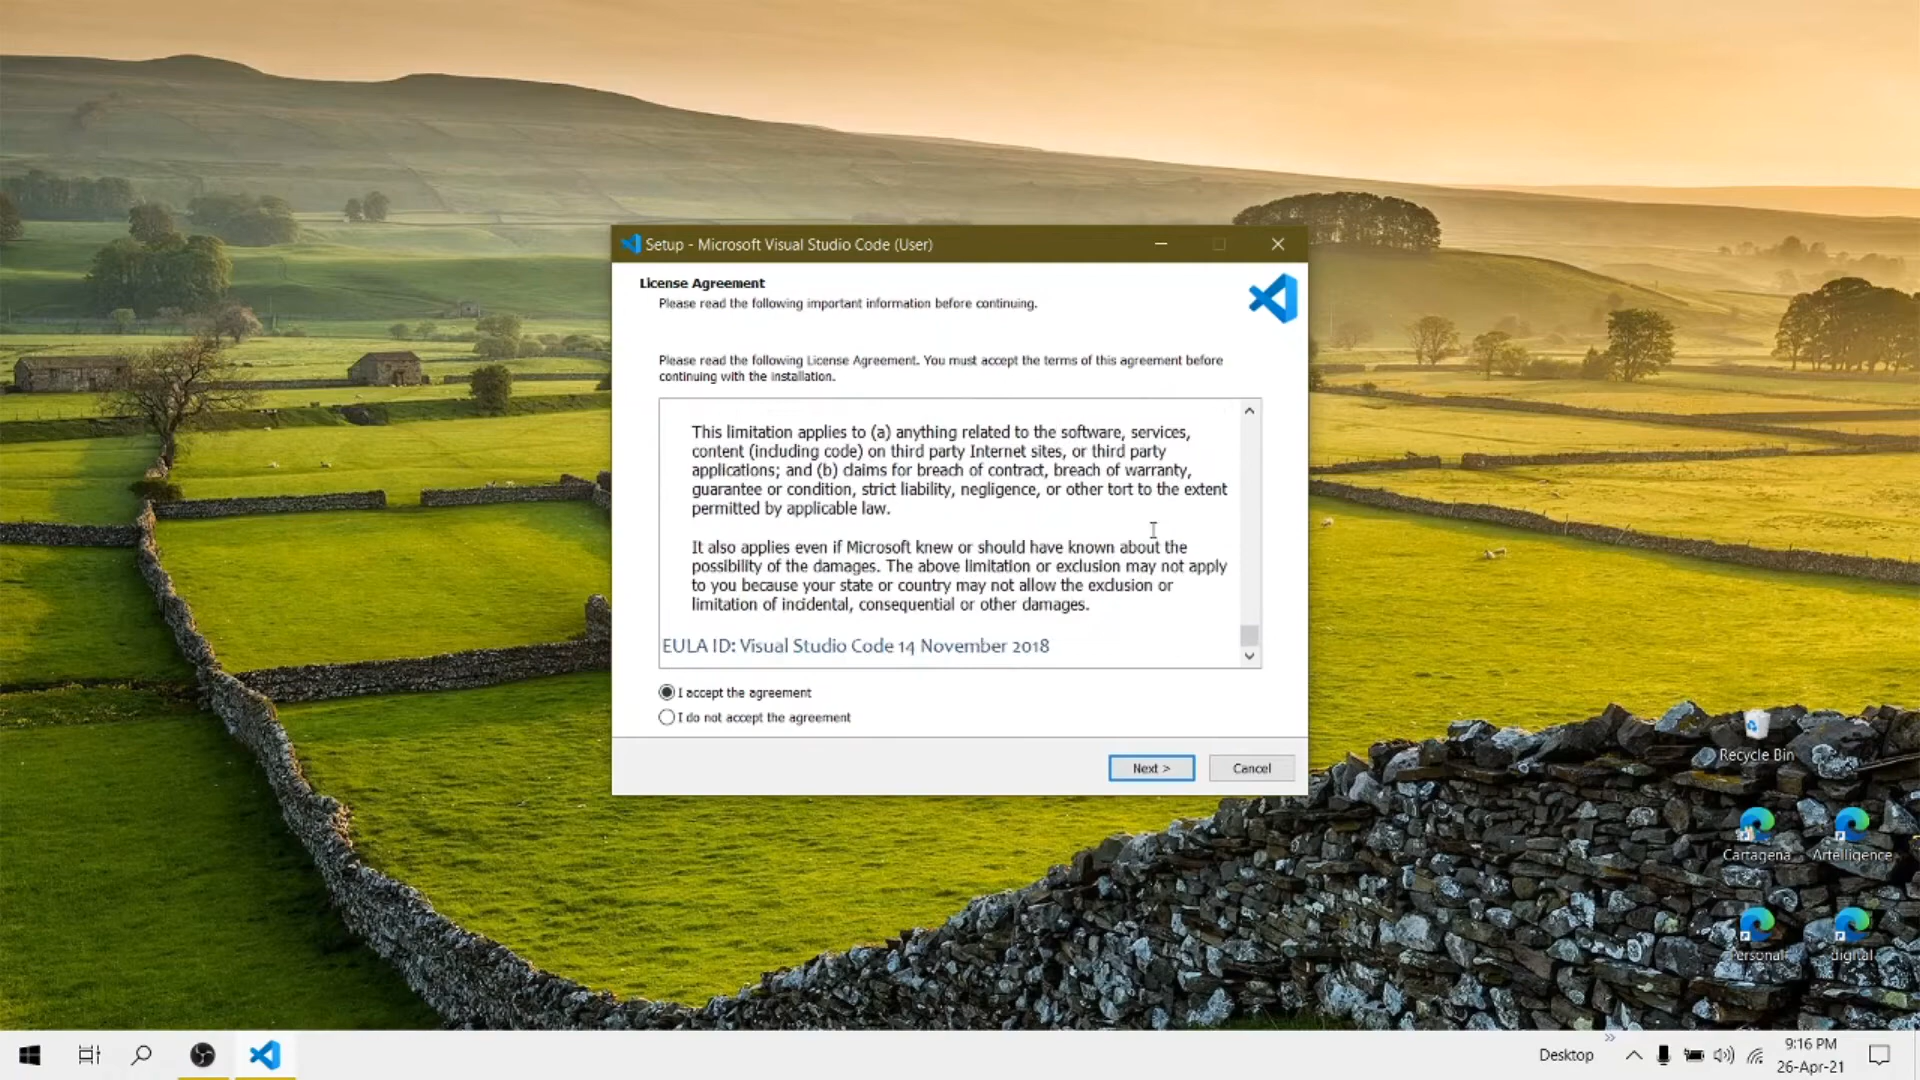 Setup - Microsoft Visual Studio Code (User)
License Agreement
Please read the following important information before continuing.
Please read the following License Agreement. You must accept the terms of this agreement before
continuing with the installation.
This limitation applies to (a) anything related to the software, services,
content (including code) on third party Internet sites, or third party
applications; and (b) claims for breach of contract, breach of warranty,
guarantee or condition, strict liability, negligence, or other tort to the extent
permitted by applicable law.
It also applies even if Microsoft knew or should have known about the
possibility of the damages. The above limitation or exclusion may not apply
to you because your state or country may not allow the exclusion or
limitation of incidental, consequential or other damages.
EULA ID: Visual Studio Code 14 November 2018
I accept the agreement
I do not accept the agreement
Next >
Cancel
Recycle Bin
Cartagena
Artelligence
Personal
digital
Desktop
9:16 PM
26-Apr-21